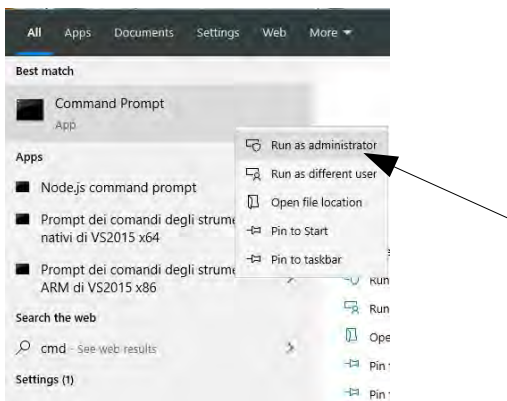 All Apps Documents Settings Web More
Best match
Command Prompt
App
Run as administrator
Apps
Run as different user
Node.js command prompt
Open file location
Prompt dei comandi degli strume
nativi di VS2015 x64
Pin to Start
Pin to taskbar
Prompt dei comandi degli strume
ARM di VS2015 x86
Run
Search the web
Run
cmd - See web results
Ope
Pin
Settings (1)
Pin